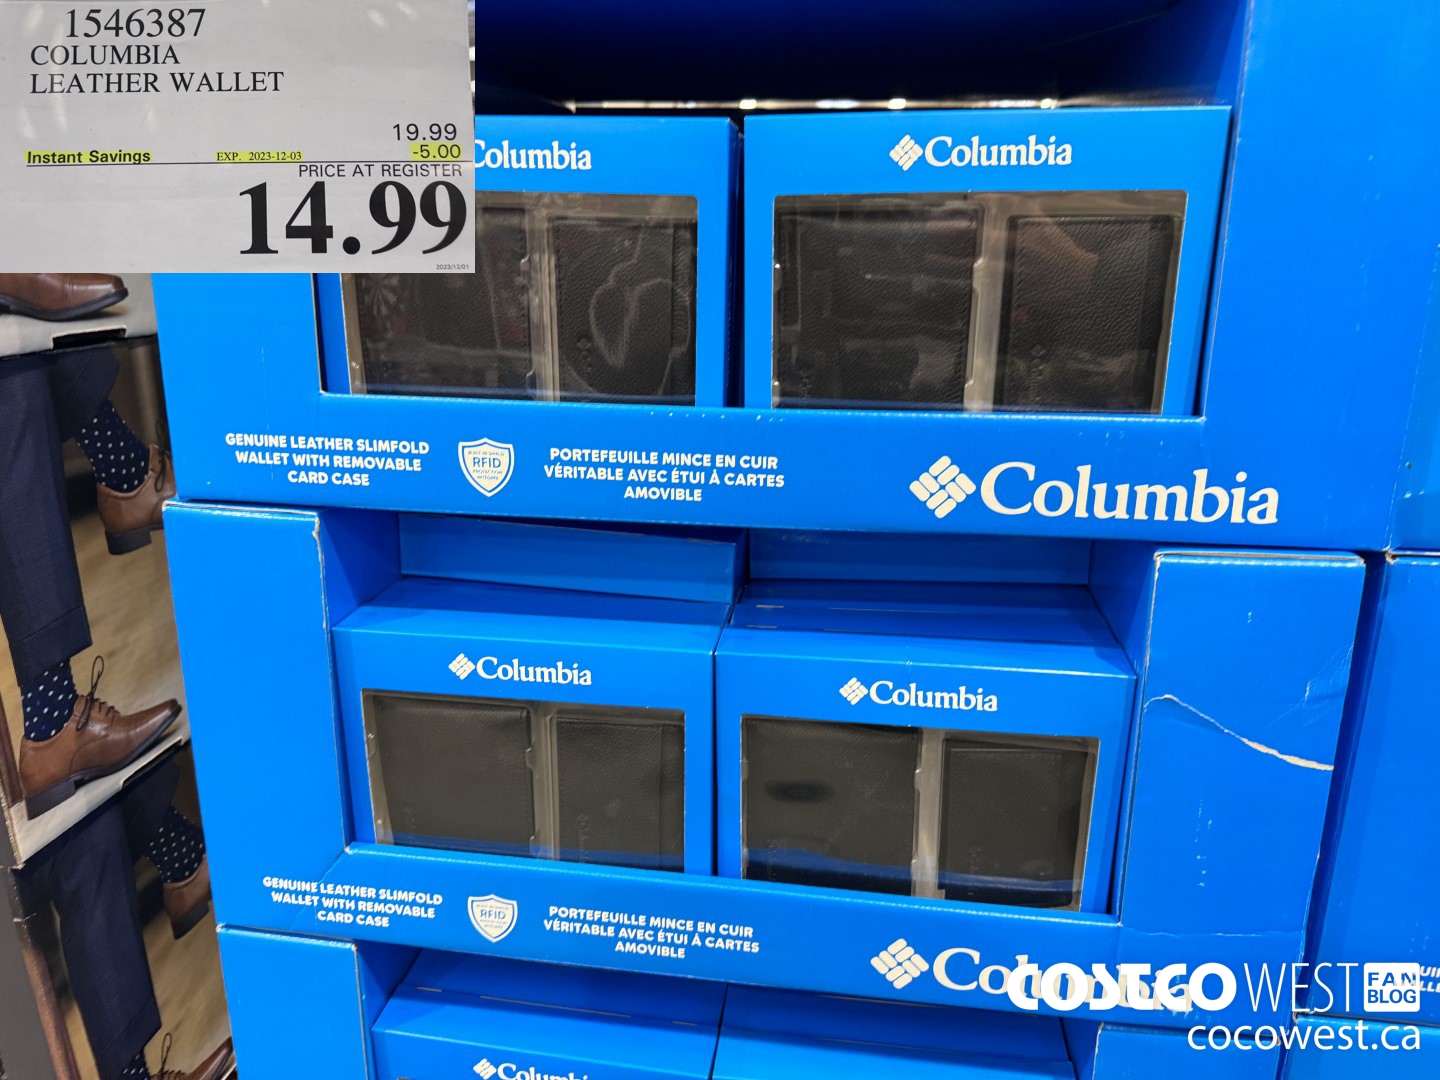 1546387
COLUMBIA
LEATHER WALLET
19.99
Instant Savings EXP. 2023-12-03 -5.00
PRICE AT REGISTER
14.99
2023/12/01
Columbia
Columbia
GENUINE LEATHER SLIMFOLD
WALLET WITH REMOVABLE
CARD CASE
RFID
PORTEFEUILLE MINCE EN CUIR
VÉRITABLE AVEC ÉTUI À CARTES
AMOVIBLE
Columbia
Columbia
Columbia
GENUINE LEATHER SLIMFOLD
WALLET WITH REMOVABLE
CARD CASE
RFID
PORTEFEUILLE MINCE EN CUIR
VÉRITABLE AVEC ÉTUI À CARTES
AMOVIBLE
Columbia
COSTCO WEST FAN BLOG
cocowest.ca
Columbia